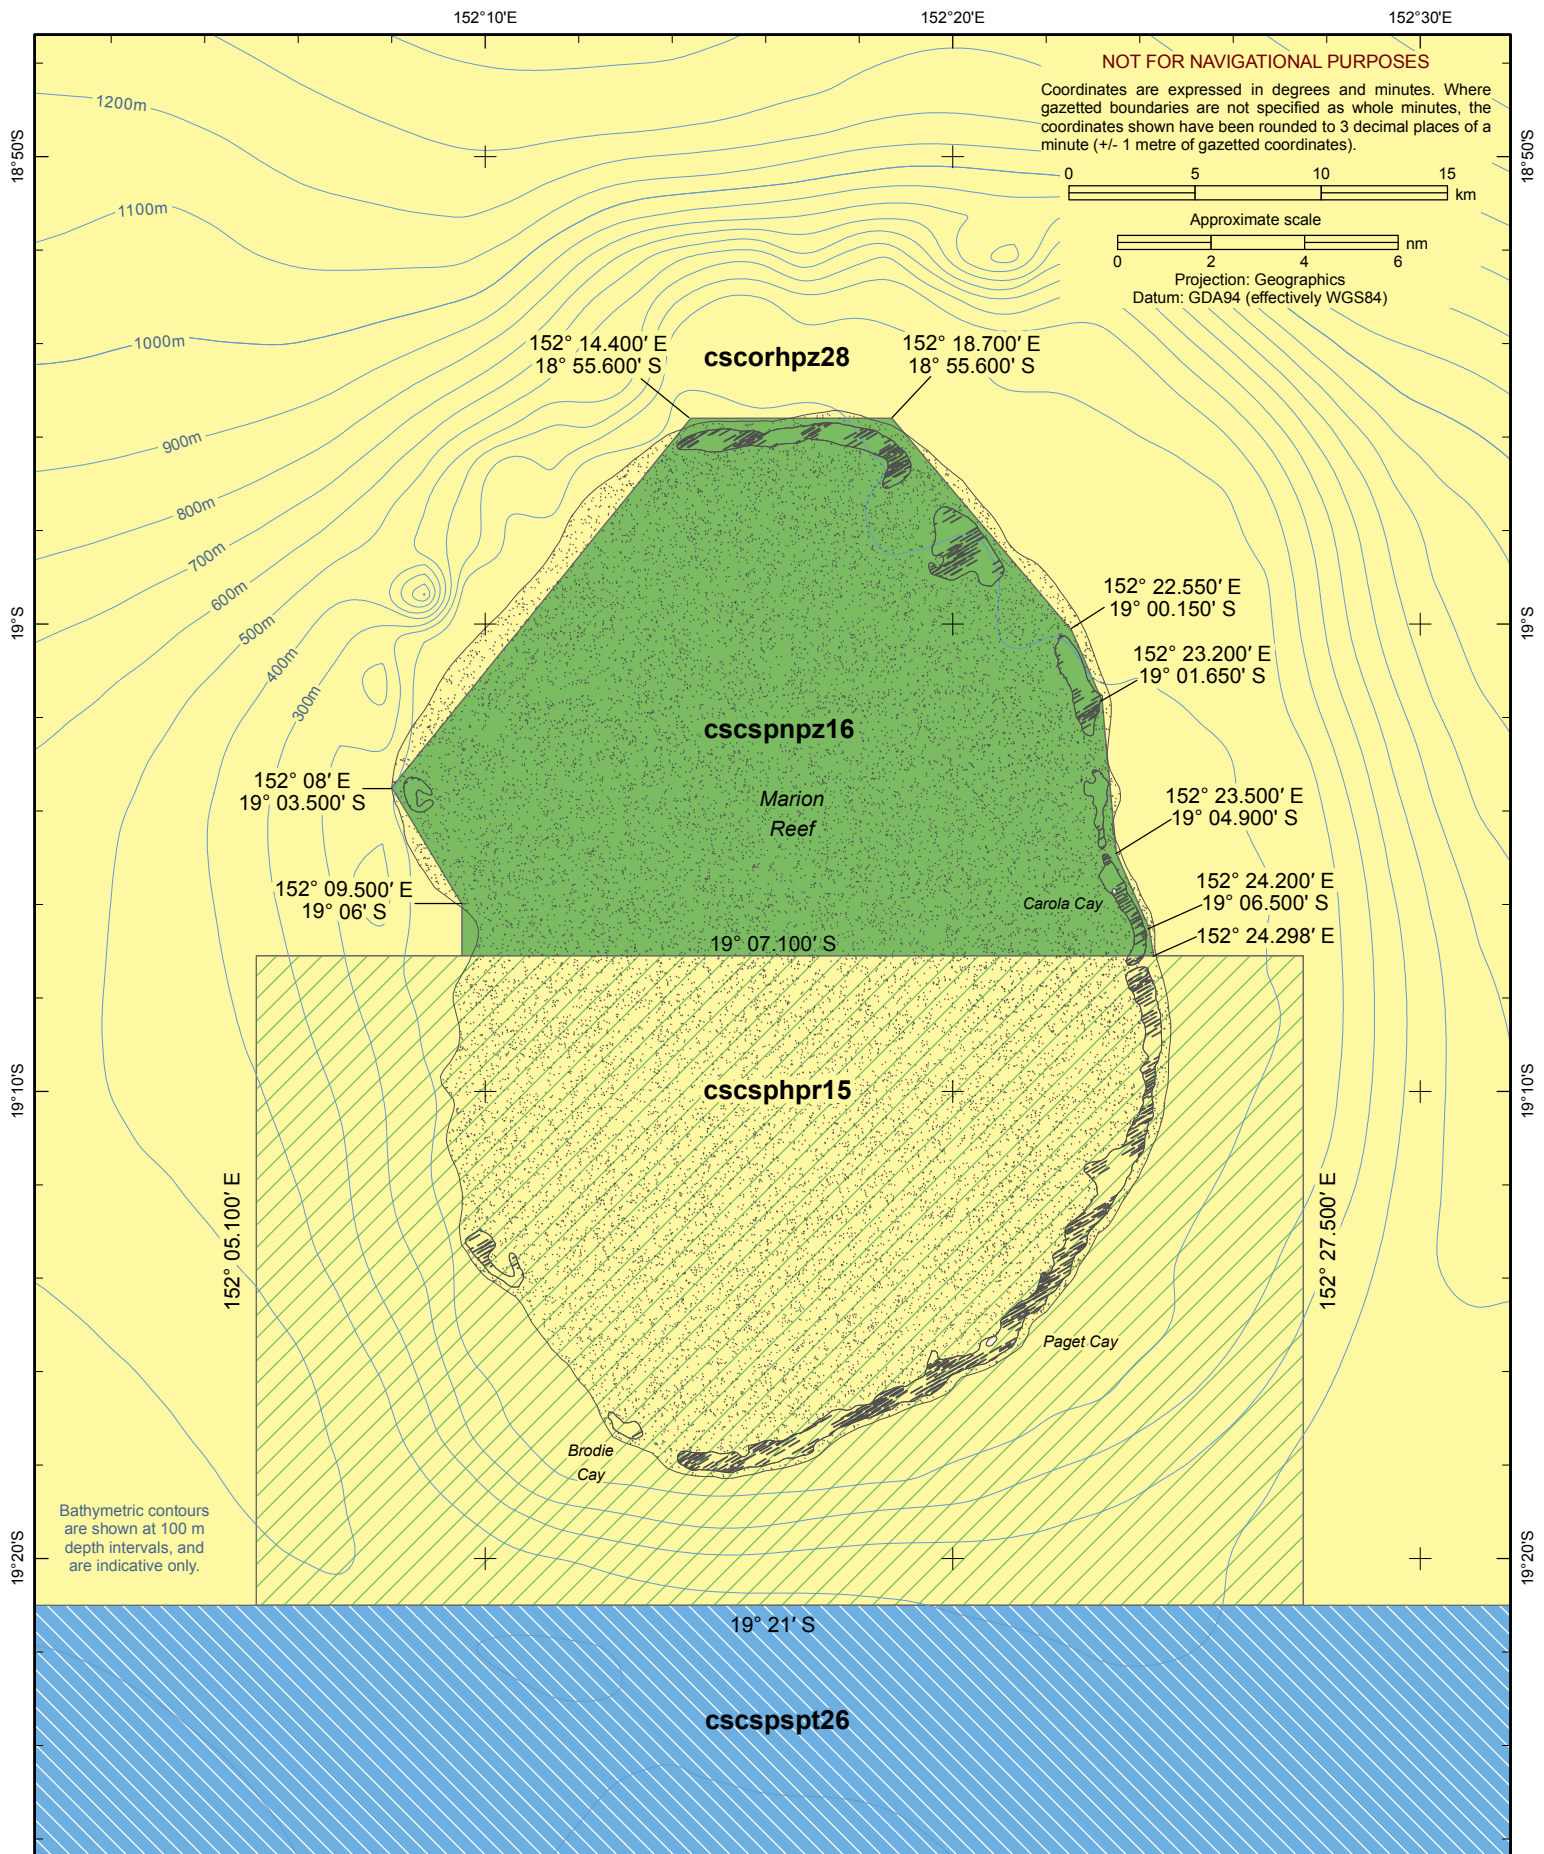 152°10'E
152°20'E
152°30'E
NOT FOR NAVIGATIONAL PURPOSES
Coordinates are expressed in degrees and minutes. Where
gazetted boundaries are not specified as whole minutes, the
coordinates shown have been rounded to 3 decimal places of a
minute (+/- 1 metre of gazetted coordinates).
0 5 10 15
km
Approximate scale
nm
0 2 4 6
Projection: Geographics
Datum: GDA94 (effectively WGS84)
18°50'S
18°50'S
1200m
1100m
1000m
900m
800m
700m
600m
500m
400m
300m
152° 14.400' E
18° 55.600' S
cscorhpz28
152° 18.700' E
18° 55.600' S
152° 22.550' E
19° 00.150' S
19°S
19°S
152° 23.200' E
19° 01.650' S
cscspnpz16
152° 08' E
19° 03.500' S
Marion
Reef
152° 23.500' E
19° 04.900' S
152° 09.500' E
19° 06' S
Carola Cay
152° 24.200' E
19° 06.500' S
152° 24.298' E
19° 07.100' S
cscsphpr15
19°10'S
19°10'S
152° 05.100' E
152° 27.500' E
Paget Cay
Brodie
Cay
Bathymetric contours
are shown at 100 m
depth intervals, and
are indicative only.
19°20'S
19°20'S
19° 21' S
cscspspt26